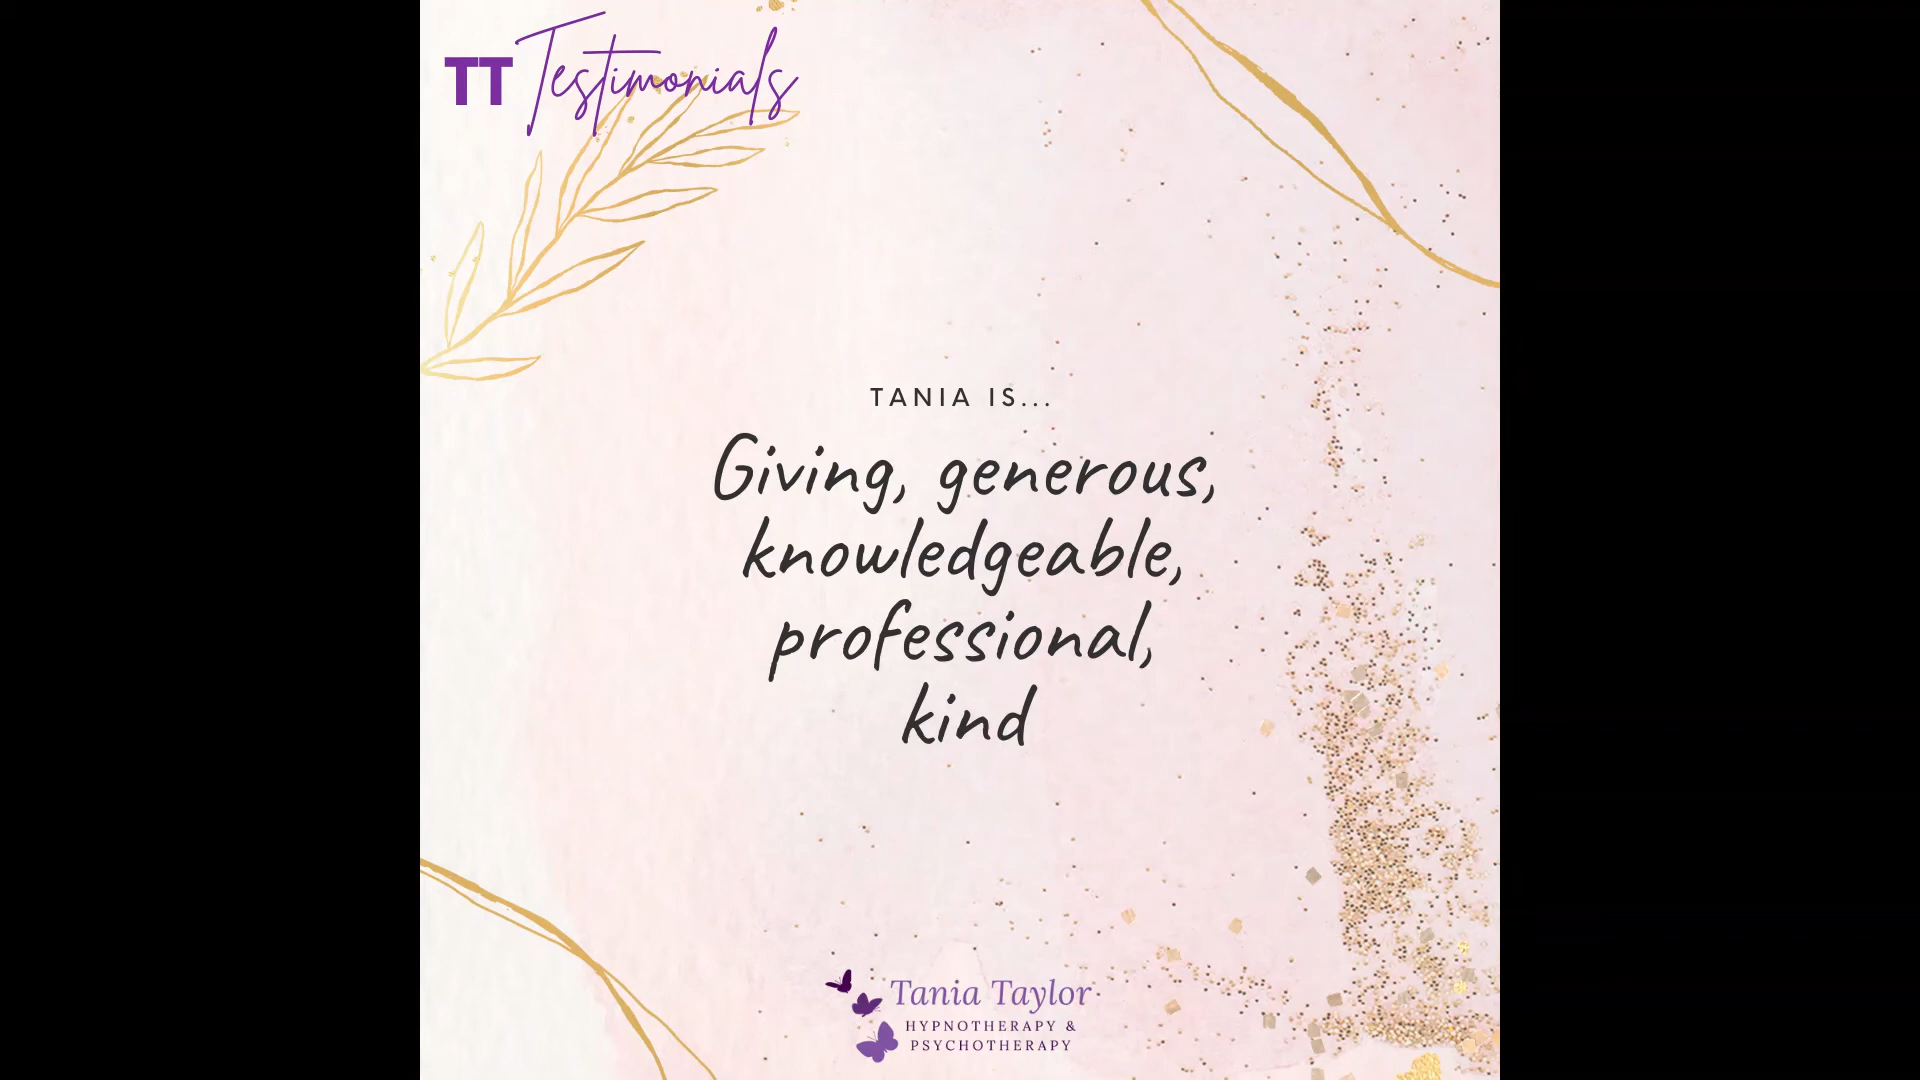 TT Testimonials
TANIA IS...
Giving, generous,
knowledgeable,
professional,
kind
Tania Taylor
HYPNOTHERAPY &
PSYCHOTHERAPY